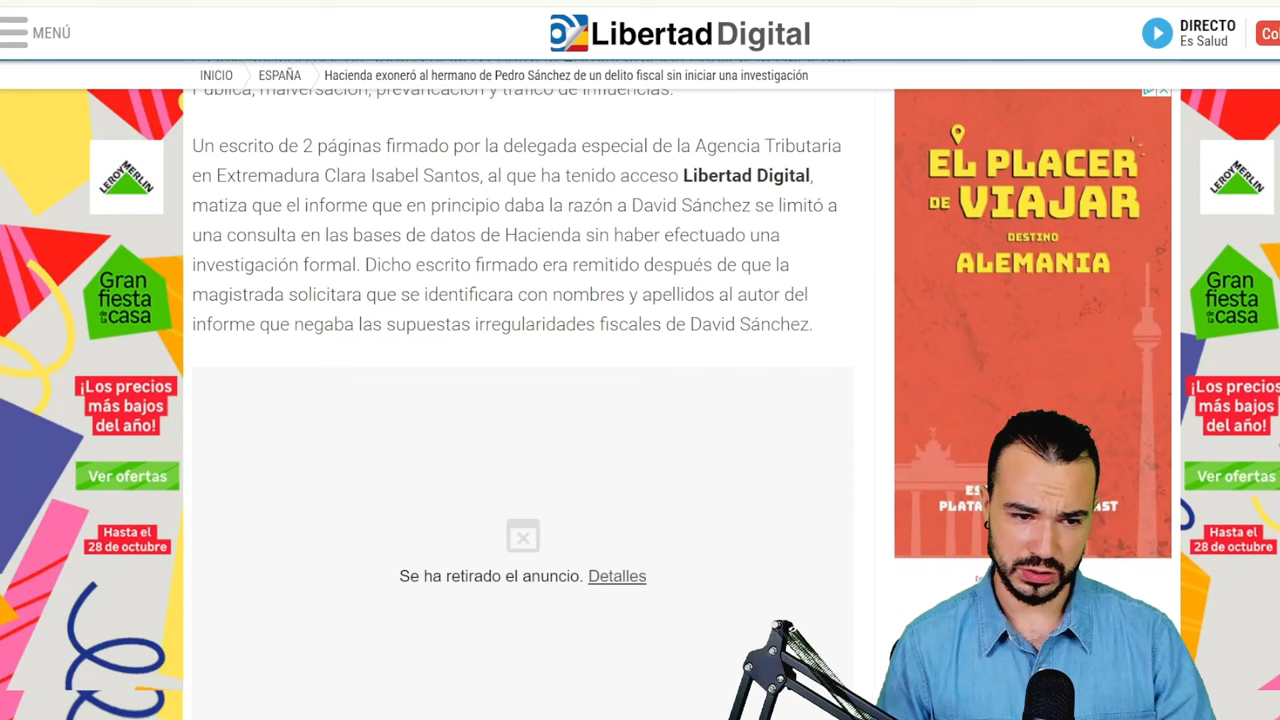 MENÚ
Libertad Digital
DIRECTO
Es Salud
INICIO
ESPAÑA
Hacienda exoneró al hermano de Pedro Sánchez de un delito fiscal sin iniciar una investigación
Pública, malversación, prevaricación y tráfico de influencias.
Un escrito de 2 páginas firmado por la delegada especial de la Agencia Tributaria
en Extremadura Clara Isabel Santos, al que ha tenido acceso Libertad Digital,
matiza que el informe que en principio daba la razón a David Sánchez se limitó a
una consulta en las bases de datos de Hacienda sin haber efectuado una
investigación formal. Dicho escrito firmado era remitido después de que la
magistrada solicitara que se identificara con nombres y apellidos al autor del
informe que negaba las supuestas irregularidades fiscales de David Sánchez.
Se ha retirado el anuncio. Detalles
LEROY MERLIN
Gran
fiesta
de la
casa
¡Los precios
más bajos
del año!
Ver ofertas
Hasta el
28 de octubre
EL PLACER
DE VIAJAR
DESTINO
ALEMANIA
LEROY MERLIN
Gran
fiesta
de la
casa
¡Los precios
más bajos
del año!
Ver ofertas
Hasta el
28 de octubre